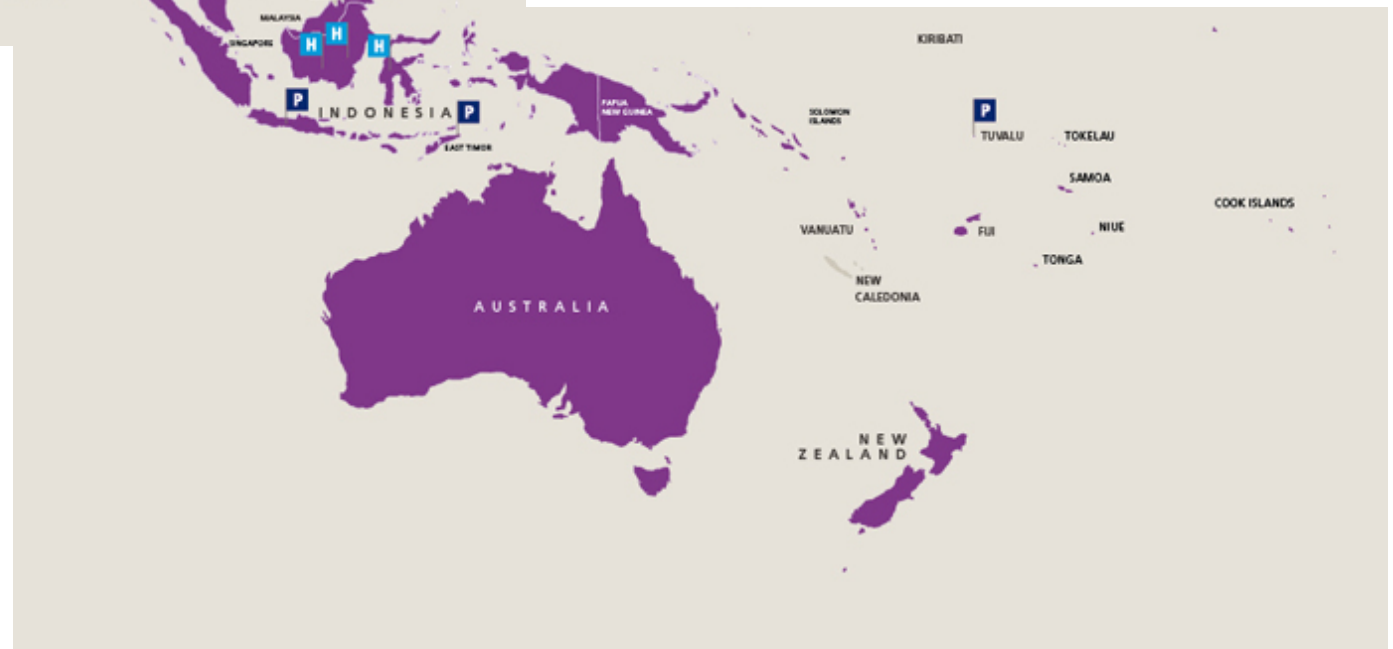 MALAYSIA
SINGAPORE
H
H
H
KIRIBATI
P
INDONESIA
P
PAPUA
NEW GUINEA
SOLOMON
ISLANDS
P
TUVALU
TOKELAU
EAST TIMOR
SAMOA
COOK ISLANDS
VANUATU
FIJI
NIUE
TONGA
NEW
CALEDONIA
AUSTRALIA
NEW
ZEALAND